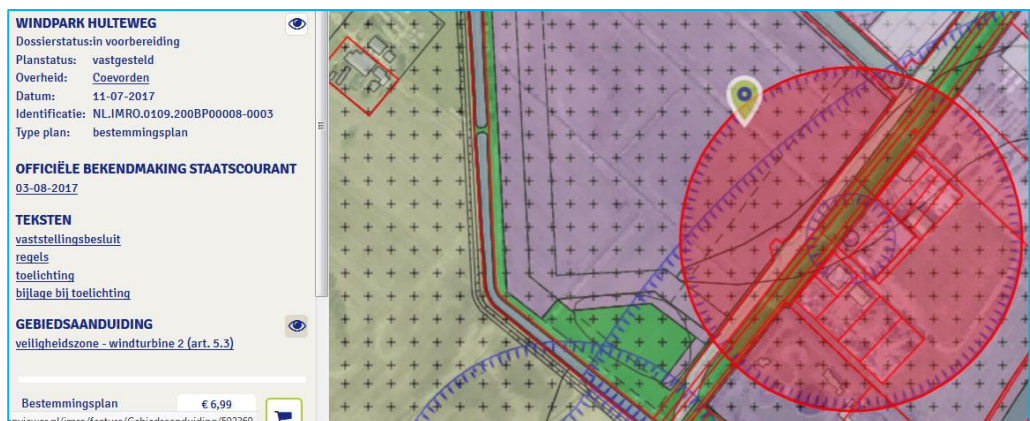 WINDPARK HULTEWEG
Dossierstatus:in voorbereiding
Planstatus: vastgesteld
Overheid: Coevorden
Datum: 11-07-2017
Identificatie: NL.IMRO.0109.200BP00008-0003
Type plan: bestemmingsplan
OFFICIËLE BEKENDMAKING STAATSCOURANT
03-08-2017
TEKSTEN
vaststellingsbesluit
regels
toelichting
bijlage bij toelichting
GEBIEDSAANDUIDING
veiligheidszone - windturbine 2 (art. 5.3)
Bestemmingsplan € 6,99